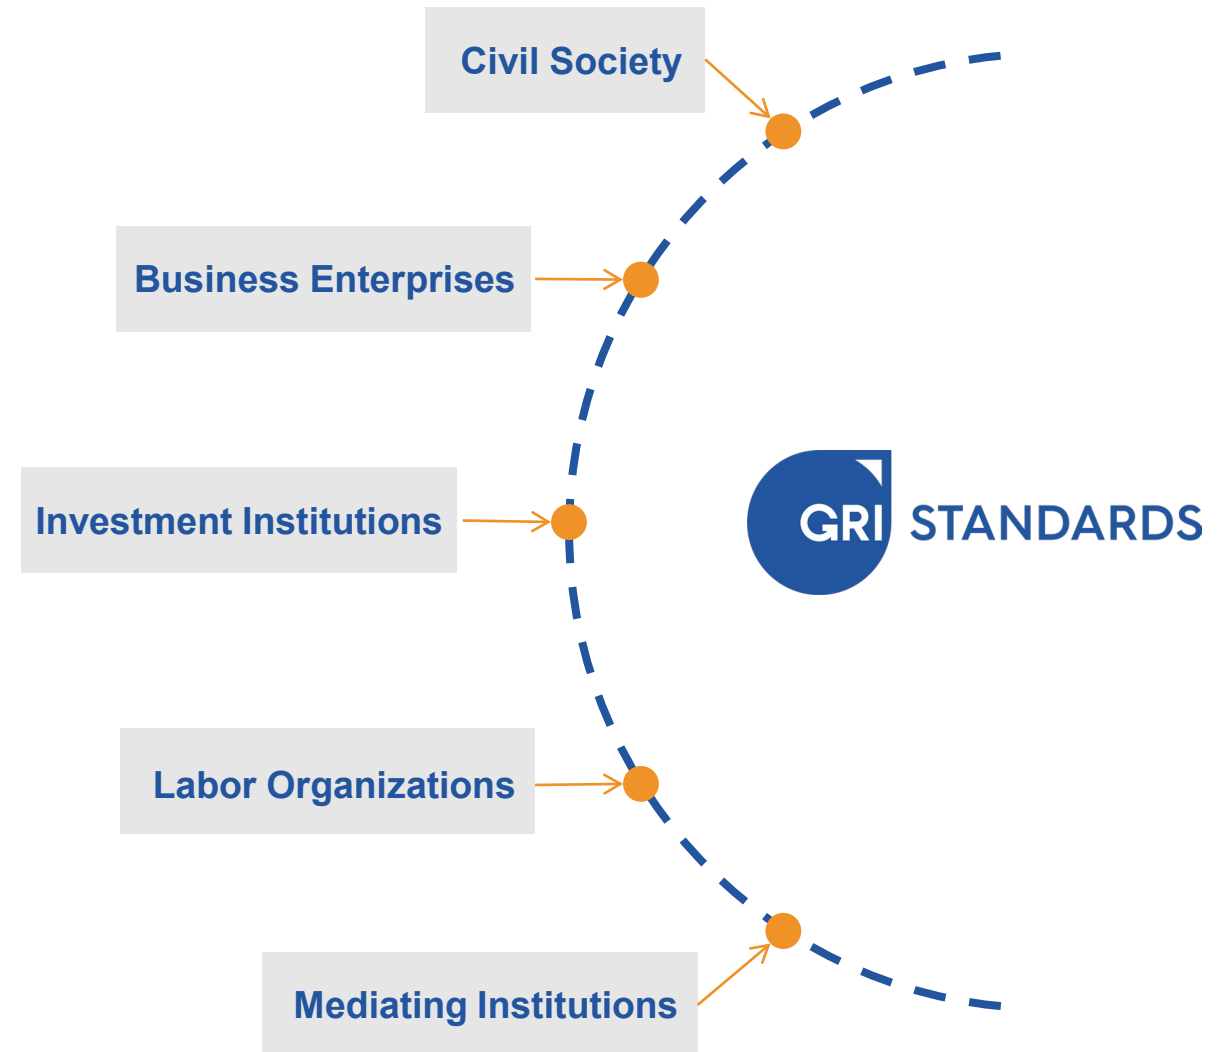 Civil Society
Business Enterprises
Investment Institutions
GRI STANDARDS
Labor Organizations
Mediating Institutions